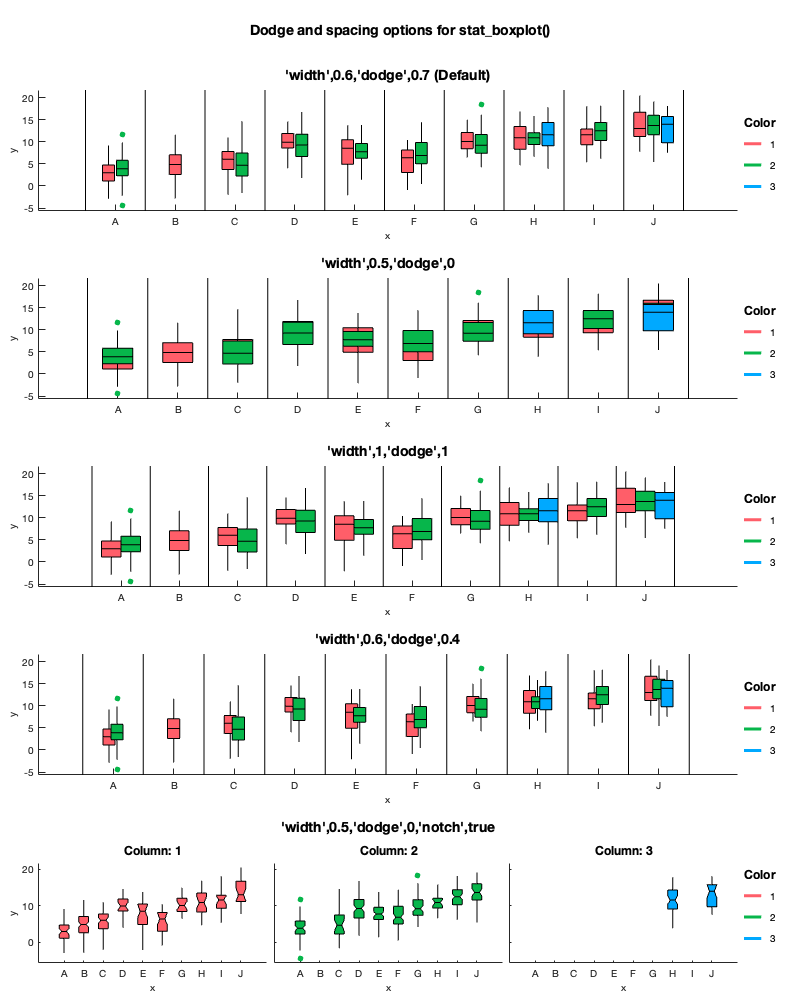 Dodge and spacing options for stat_boxplot()
'width',0.6,'dodge',0.7 (Default)
20
15
10
5
0
-5
y
A B C D E F G H I J
x
Color
1
2
3
'width',0.5,'dodge',0
20
15
10
5
0
-5
y
A B C D E F G H I J
x
Color
1
2
3
'width',1,'dodge',1
20
15
10
5
0
-5
y
A B C D E F G H I J
x
Color
1
2
3
'width',0.6,'dodge',0.4
20
15
10
5
0
-5
y
A B C D E F G H I J
x
Color
1
2
3
'width',0.5,'dodge',0,'notch',true
Column: 1 Column: 2 Column: 3
20
10
0
y
A B C D E F G H I J
x
A B C D E F G H I J
x
A B C D E F G H I J
x
Color
1
2
3